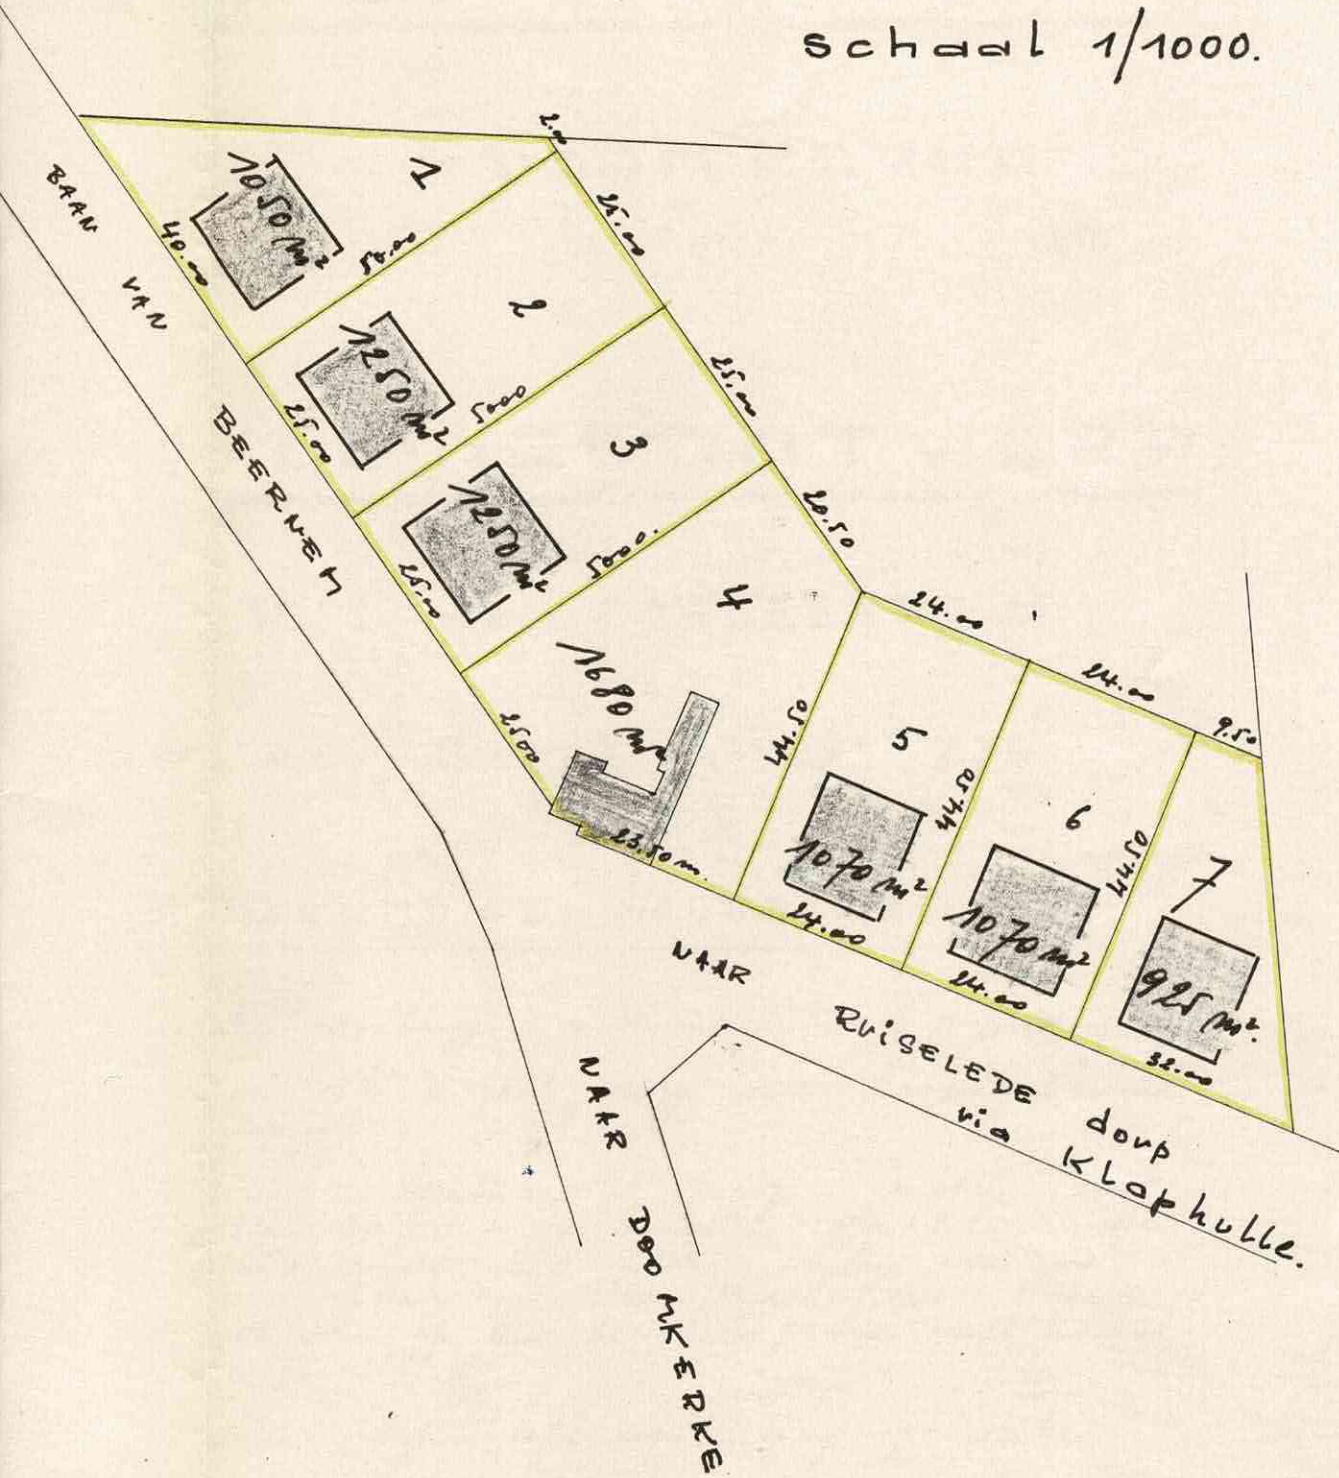 schaal 1/1000.
2.00
1
1050 m²
40.00
50.00
25.00
BAAN
VAN
BEERNEM
2
1250 m²
25.00
5000
25.00
3
1250 m²
25.00
5000.
20.50
4
1680 m²
2500
23.50 m.
44.50
24.00
5
1070 m²
24.00
44.50
24.00
6
1070 m²
24.00
44.50
9.50
7
925 m².
32.00
NAAR
RUISELEDE dorp
via Klaphulle.
NAAR
DOOMKERKE